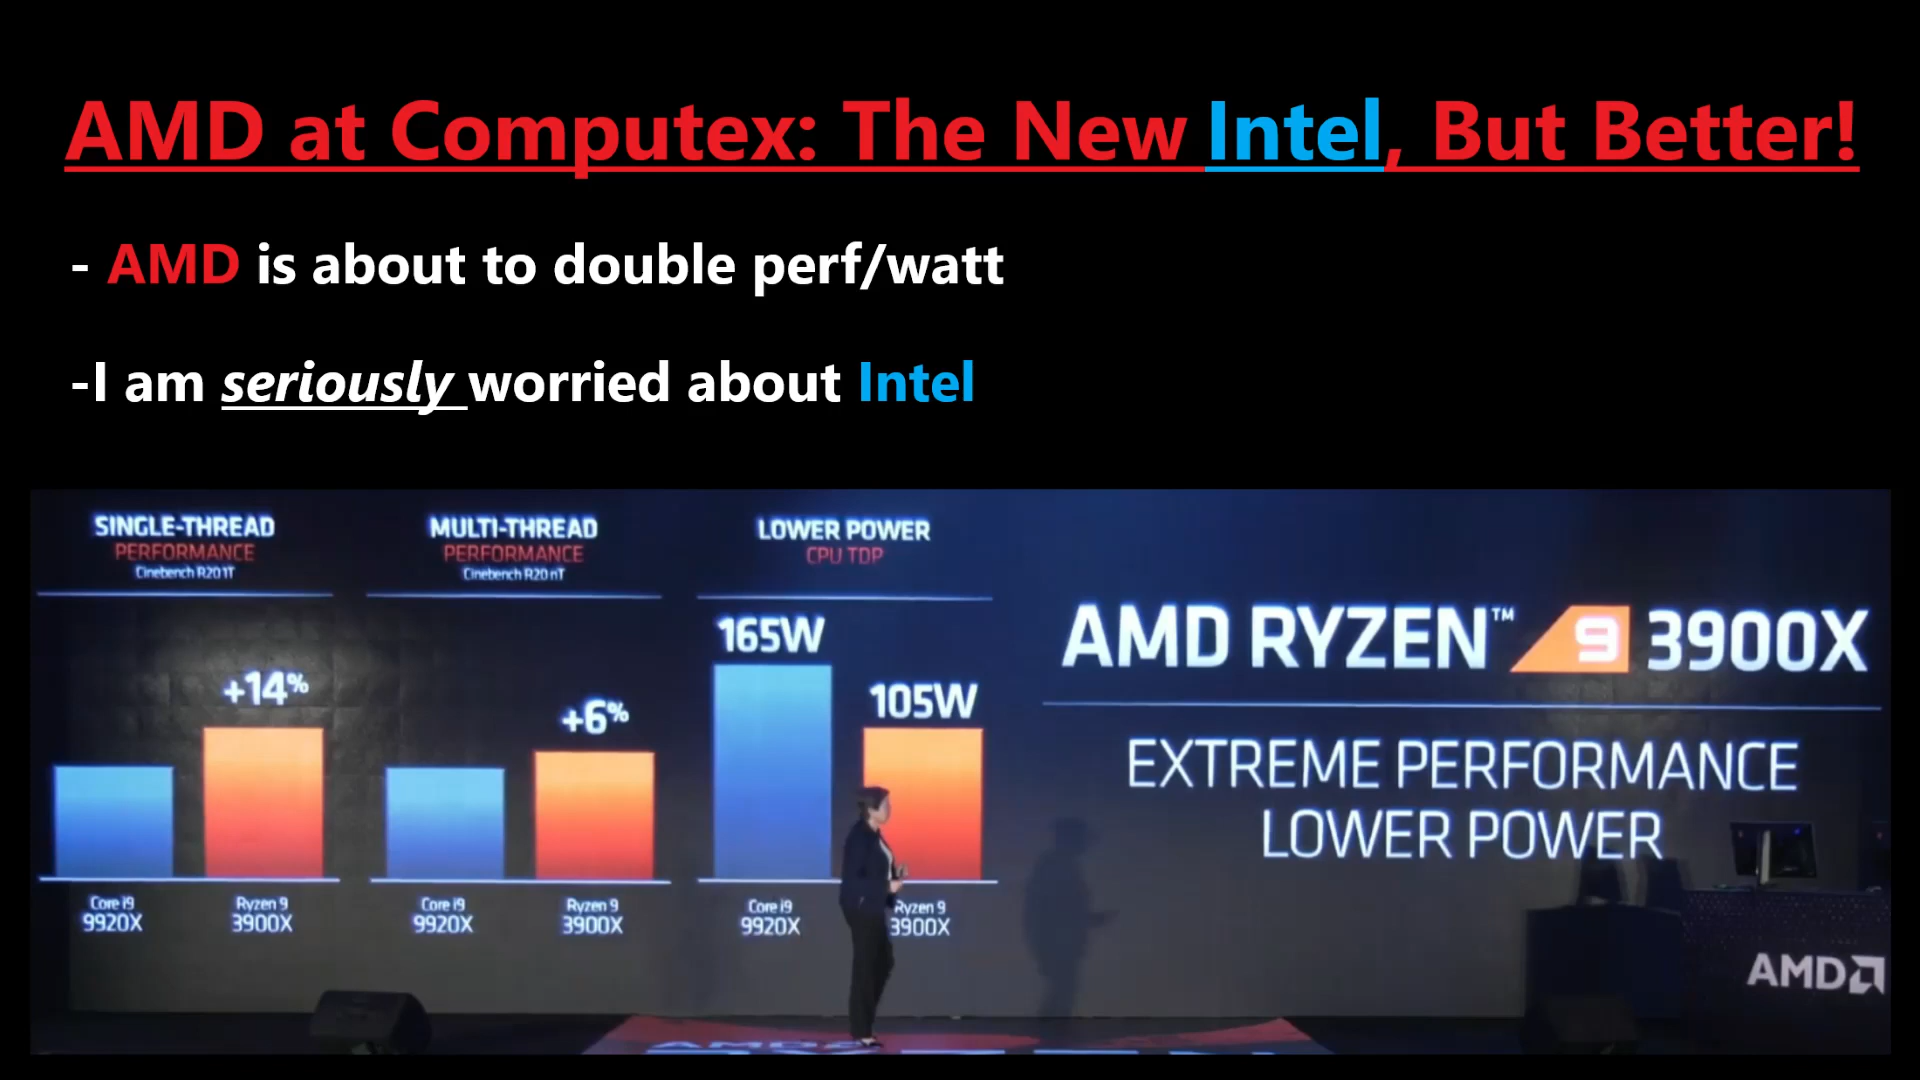 AMD at Computex: The New Intel, But Better!
- AMD is about to double perf/watt
-I am seriously worried about Intel
SINGLE-THREAD
PERFORMANCE
Cinebench R20 1T
+14%
Core i9
9920X
Ryzen 9
3900X
MULTI-THREAD
PERFORMANCE
Cinebench R20 nT
+6%
Core i9
9920X
Ryzen 9
3900X
LOWER POWER
CPU TDP
165W
105W
Core i9
9920X
Ryzen 9
3900X
AMD RYZEN™ 9 3900X
EXTREME PERFORMANCE
LOWER POWER
AMD